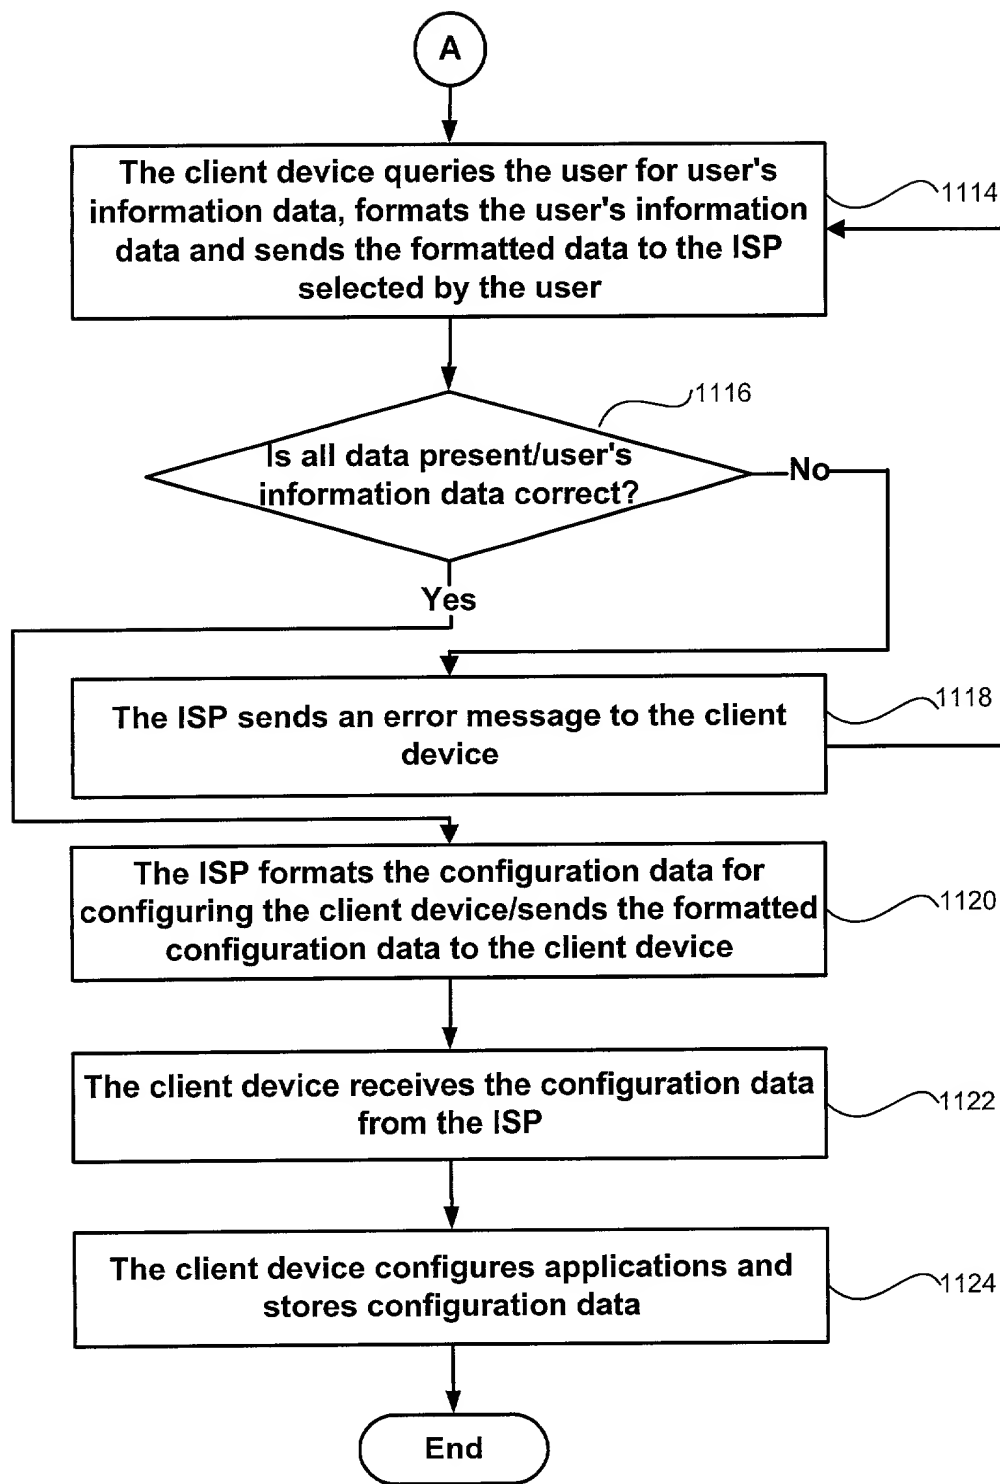 A
The client device queries the user for user's
information data, formats the user's information
data and sends the formatted data to the ISP
selected by the user
1114
1116
Is all data present/user's
information data correct?
No
Yes
The ISP sends an error message to the client
device
1118
The ISP formats the configuration data for
configuring the client device/sends the formatted
configuration data to the client device
1120
The client device receives the configuration data
from the ISP
1122
The client device configures applications and
stores configuration data
1124
End